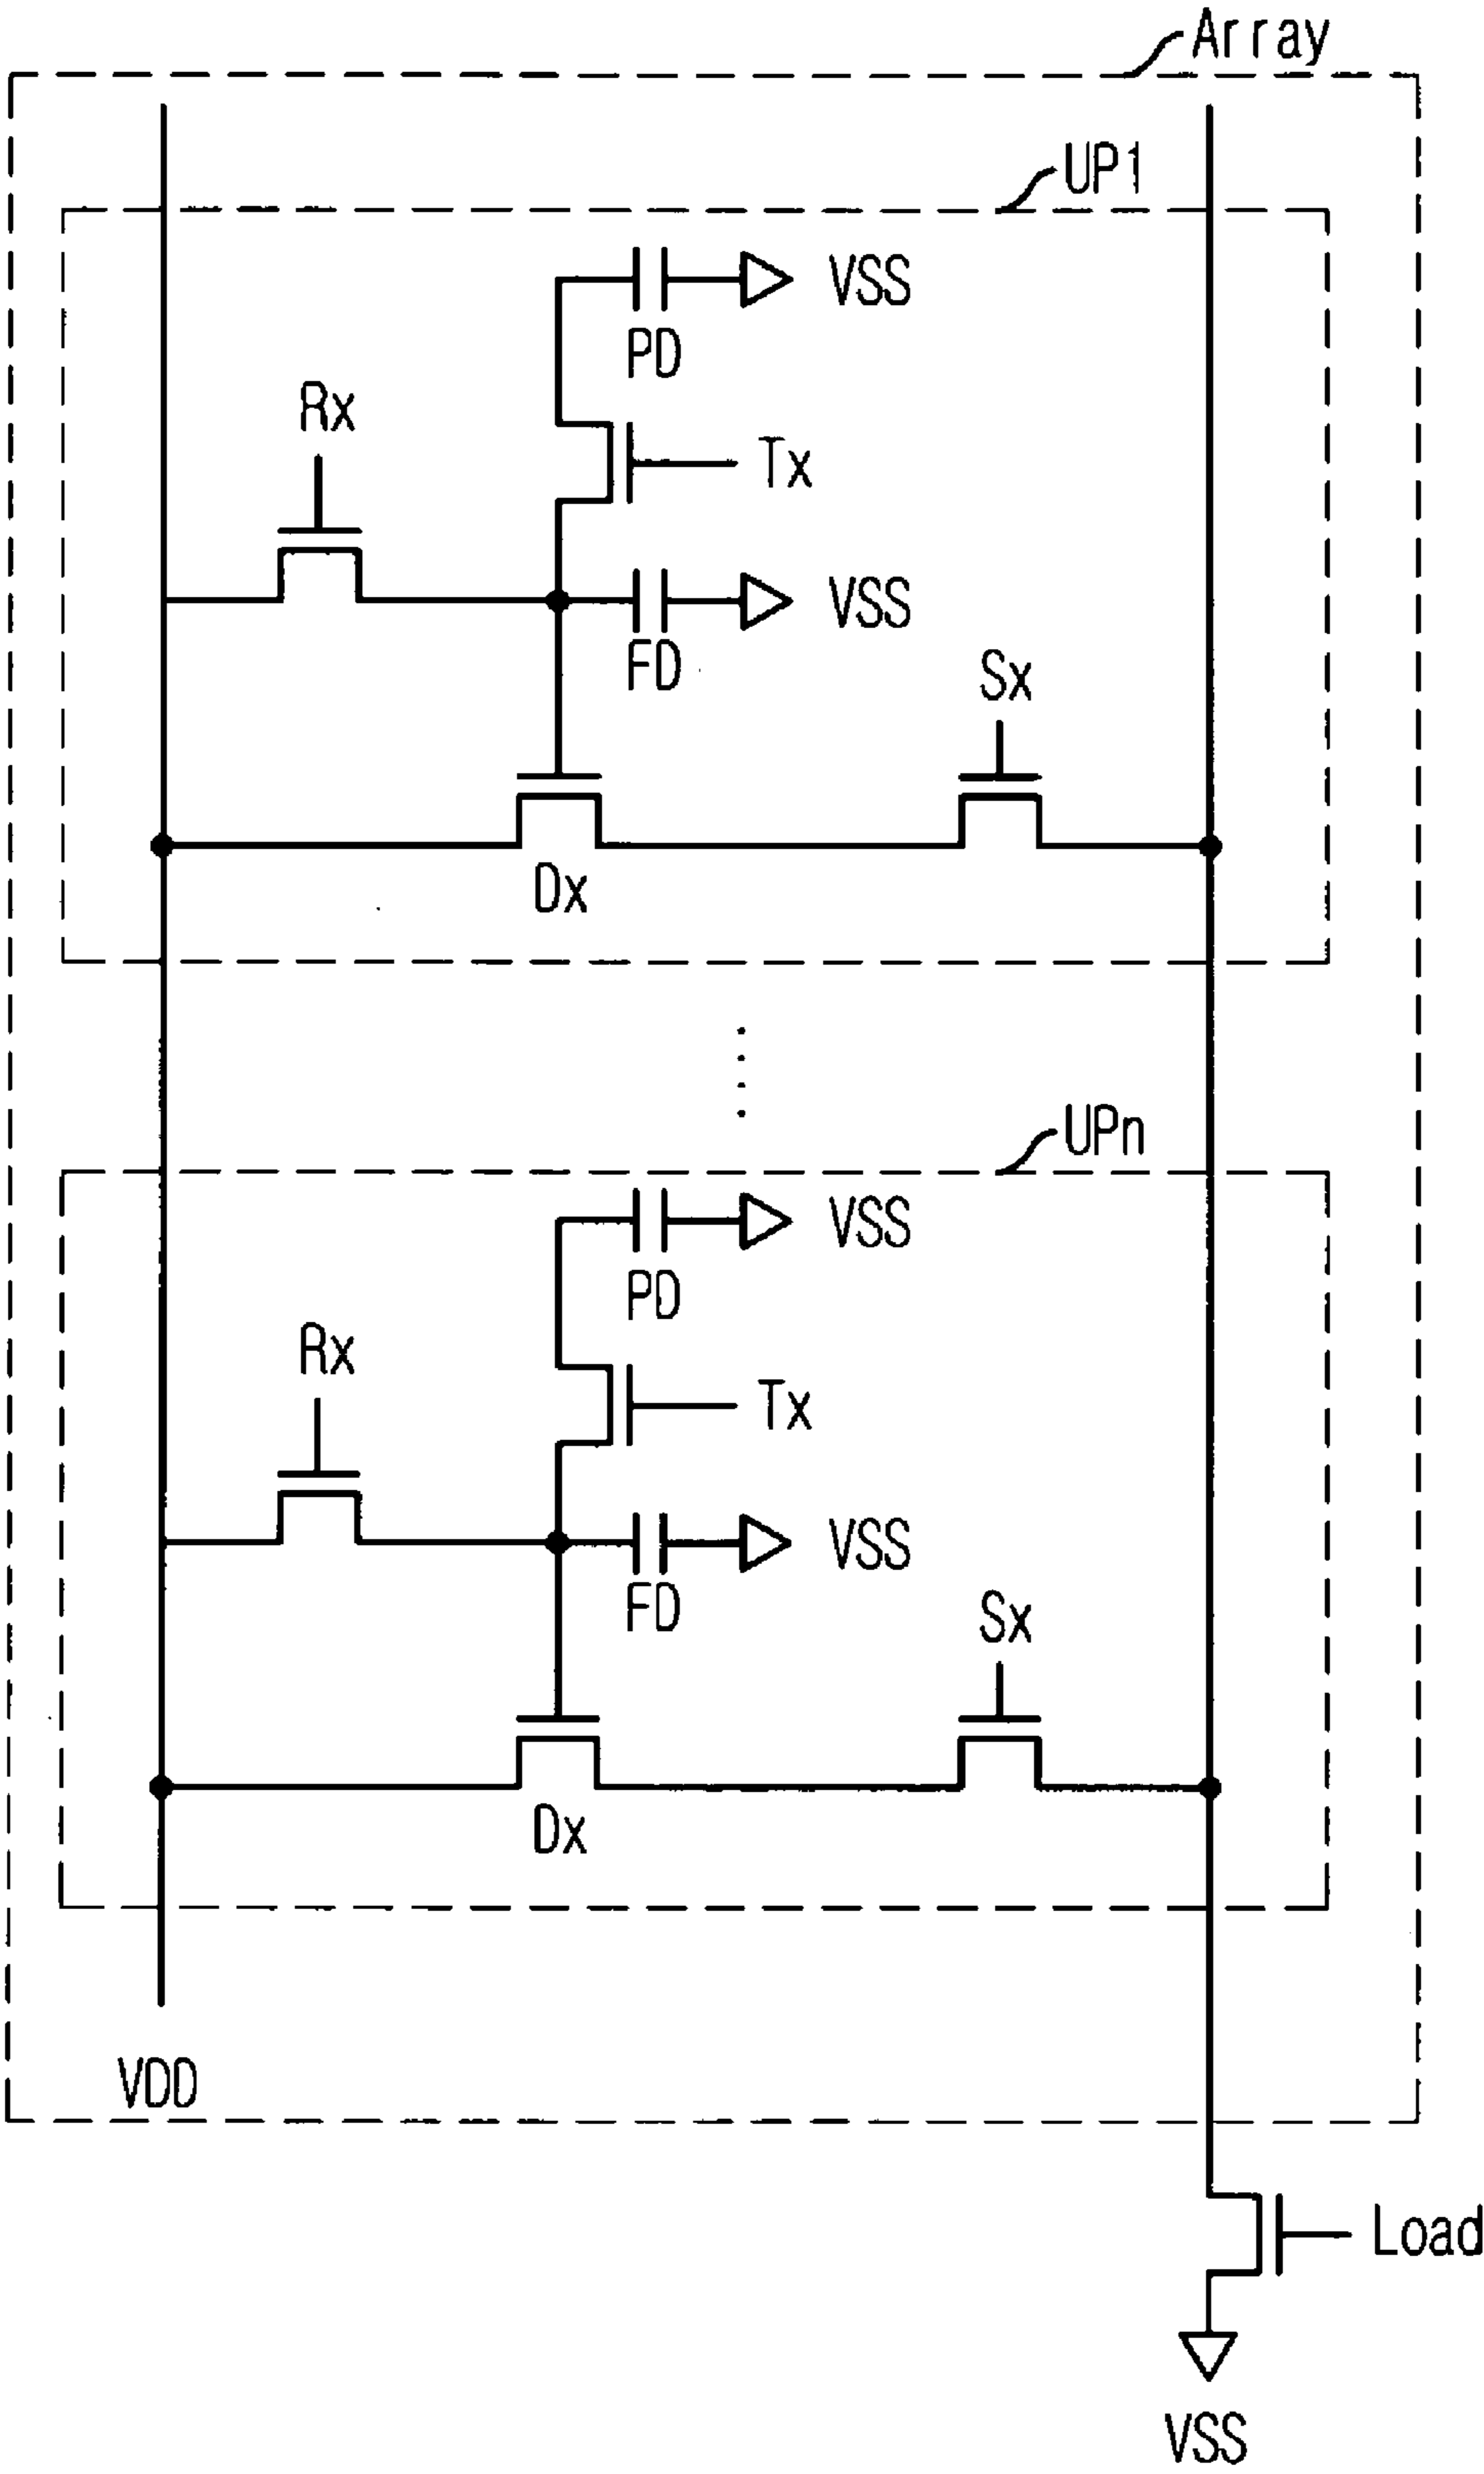 Array
UP1
VSS
PD
Rx
Tx
VSS
FD
Sx
Dx
UPn
VSS
PD
Rx
Tx
VSS
FD
Sx
Dx
VDD
Load
VSS